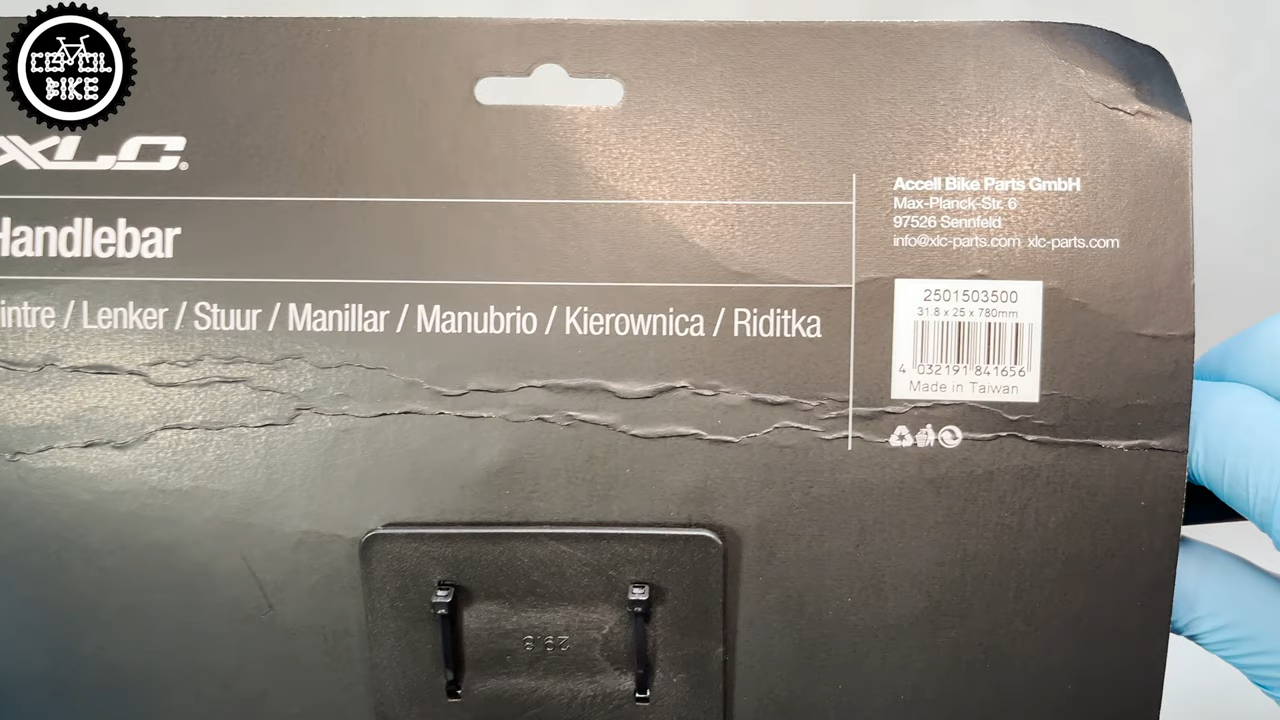 CEPOL
BIKE
XLC®
Handlebar
intre / Lenker / Stuur / Manillar / Manubrio / Kierownica / Riditka
Accell Bike Parts GmbH
Max-Planck-Str. 6
97526 Sennfeld
info@xlc-parts.com xlc-parts.com
2501503500
31.8 x 25 x 780mm
4 032191 841656
Made in Taiwan